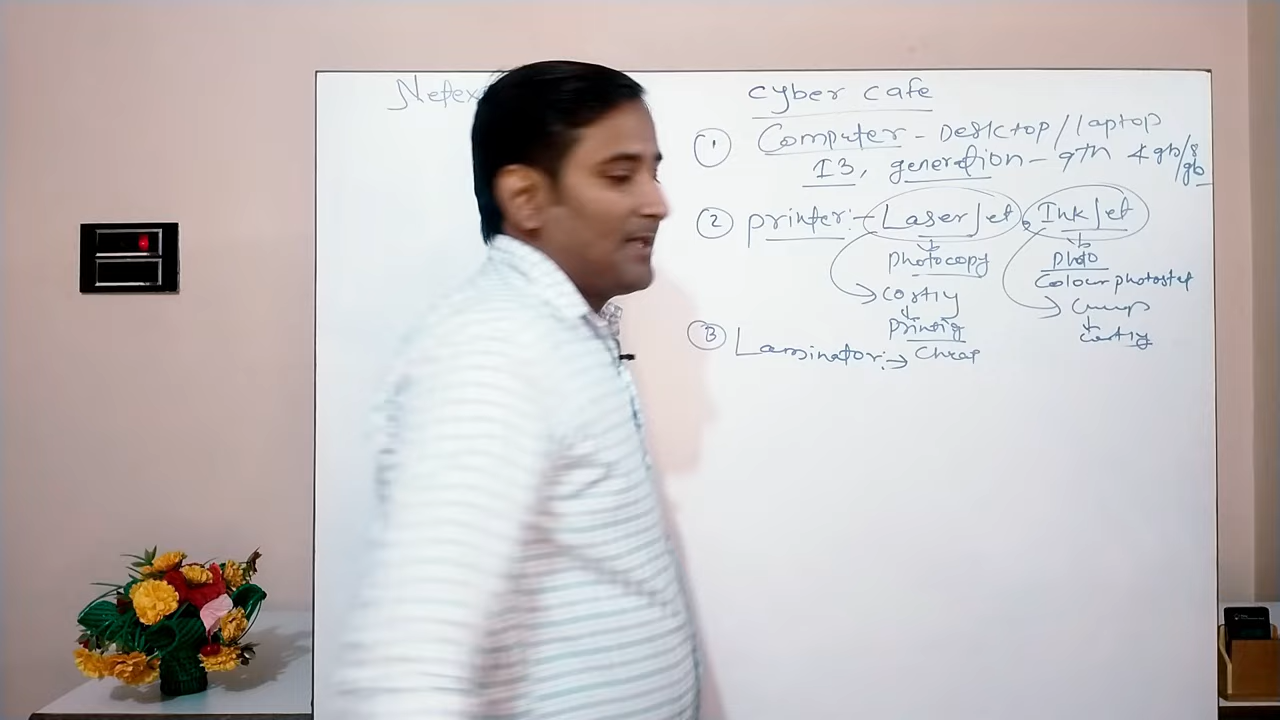 cyber cafe
① Computer - Desktop / laptop
I3, generation - 9th 4gb/8gb
② printer:- LaserJet, InkJet
photocopy
photo
Colour photostat
Costly
Cheap
printig
Costly
③ Laminator:→ Cheap